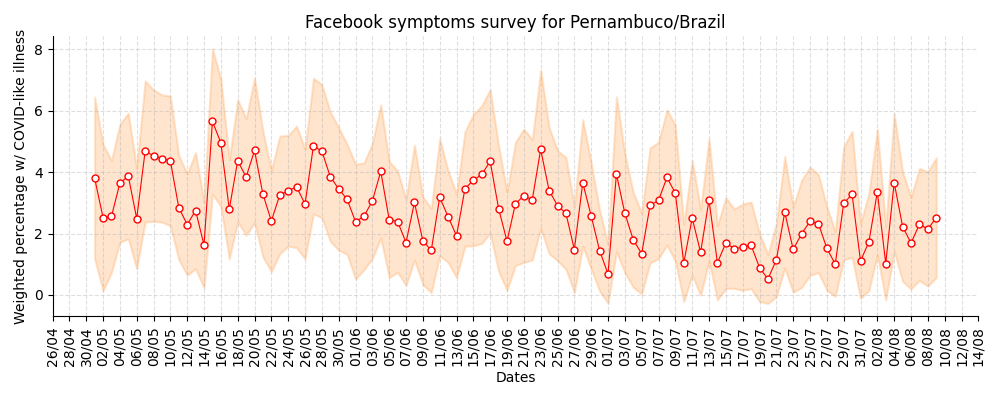 Facebook symptoms survey for Pernambuco/Brazil
Weighted percentage w/ COVID-like illness
8
6
4
2
0
26/04 28/04 30/04 02/05 04/05 06/05 08/05 10/05 12/05 14/05 16/05 18/05 20/05 22/05 24/05 26/05 28/05 30/05 01/06 03/06 05/06 07/06 09/06 11/06 13/06 15/06 17/06 19/06 21/06 23/06 25/06 27/06 29/06 01/07 03/07 05/07 07/07 09/07 11/07 13/07 15/07 17/07 19/07 21/07 23/07 25/07 27/07 29/07 31/07 02/08 04/08 06/08 08/08 10/08 12/08 14/08
Dates